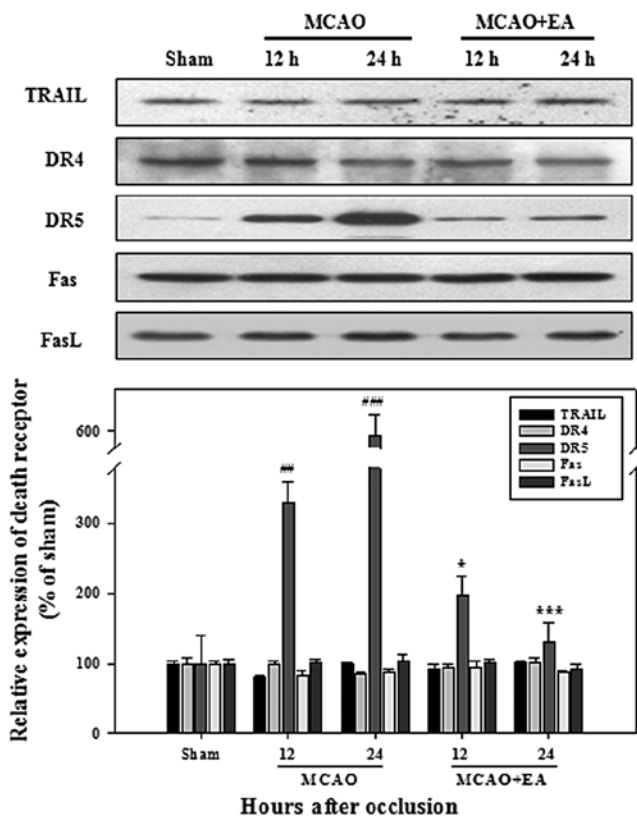 MCAO MCAO+EA
Sham 12 h 24 h 12 h 24 h
TRAIL
DR4
DR5
Fas
FasL
Relative expression of death receptor
(% of sham)
600
300
200
100
0
## ###
* ***
TRAIL
DR4
DR5
Fas
FasL
Sham 12 24 12 24
MCAO MCAO+EA
Hours after occlusion